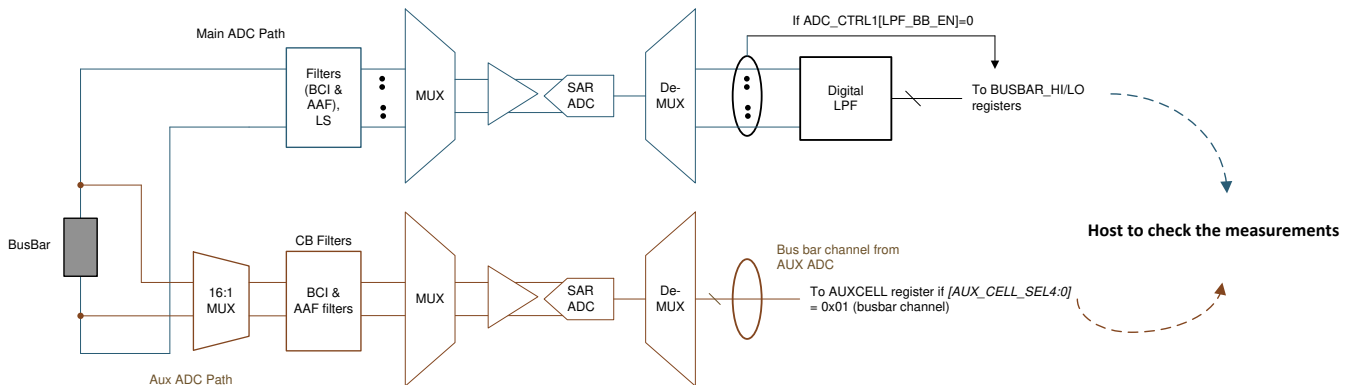 If ADC_CTRL1[LPF_BB_EN]=0
Main ADC Path
Filters
(BCI &
AAF),
LS
MUX
SAR
ADC
De-
MUX
Digital
LPF
To BUSBAR_HI/LO
registers
BusBar
16:1
MUX
CB Filters
BCI &
AAF filters
MUX
SAR
ADC
De-
MUX
Bus bar channel from
AUX ADC
To AUXCELL register if [AUX_CELL_SEL4:0]
= 0x01 (busbar channel)
Host to check the measurements
Aux ADC Path